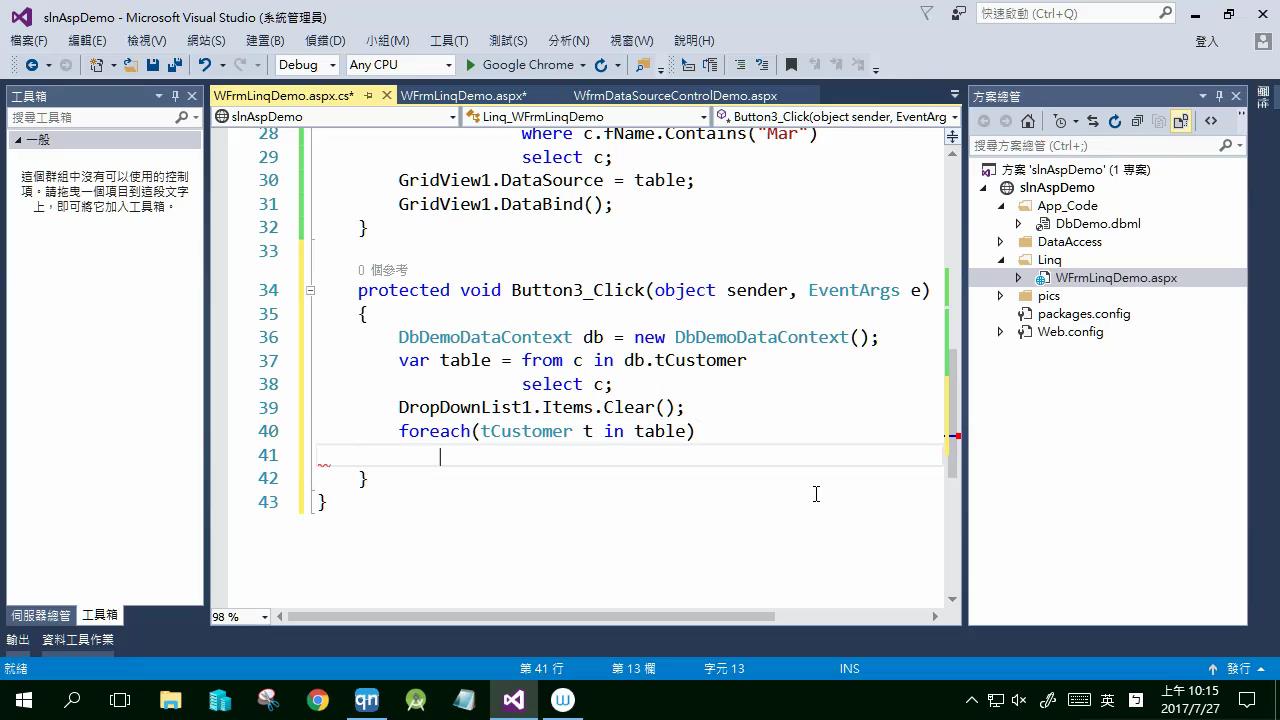 slnAspDemo - Microsoft Visual Studio (系統管理員)
快速啟動 (Ctrl+Q)
檔案(F) 編輯(E) 檢視(V) 網站(S) 建置(B) 偵錯(D) 小組(M) 工具(T) 測試(S) 分析(N) 視窗(W) 說明(H)
登入
Debug Any CPU Google Chrome
工具箱
搜尋工具箱
一般
這個群組中沒有可以使用的控制
項。請拖曳一個項目到這段文字
上，即可將它加入工具箱。
伺服器總管 工具箱
WFrmLinqDemo.aspx.cs* WFrmLinqDemo.aspx* WfrmDataSourceControlDemo.aspx
slnAspDemo Linq_WFrmLinqDemo Button3_Click(object sender, EventArg
28 where c.fName.Contains("Mar")
29 select c;
30 GridView1.DataSource = table;
31 GridView1.DataBind();
32 }
33
0 個參考
34 protected void Button3_Click(object sender, EventArgs e)
35 {
36 DbDemoDataContext db = new DbDemoDataContext();
37 var table = from c in db.tCustomer
38 select c;
39 DropDownList1.Items.Clear();
40 foreach(tCustomer t in table)
41
42 }
43 }
98 %
方案總管
搜尋方案總管 (Ctrl+;)
方案 'slnAspDemo' (1 專案)
slnAspDemo
App_Code
DbDemo.dbml
DataAccess
Linq
WFrmLinqDemo.aspx
pics
packages.config
Web.config
輸出 資料工具作業
就緒 第 41 行 第 13 欄 字元 13 INS 發行
qn
英
上午 10:15
2017/7/27